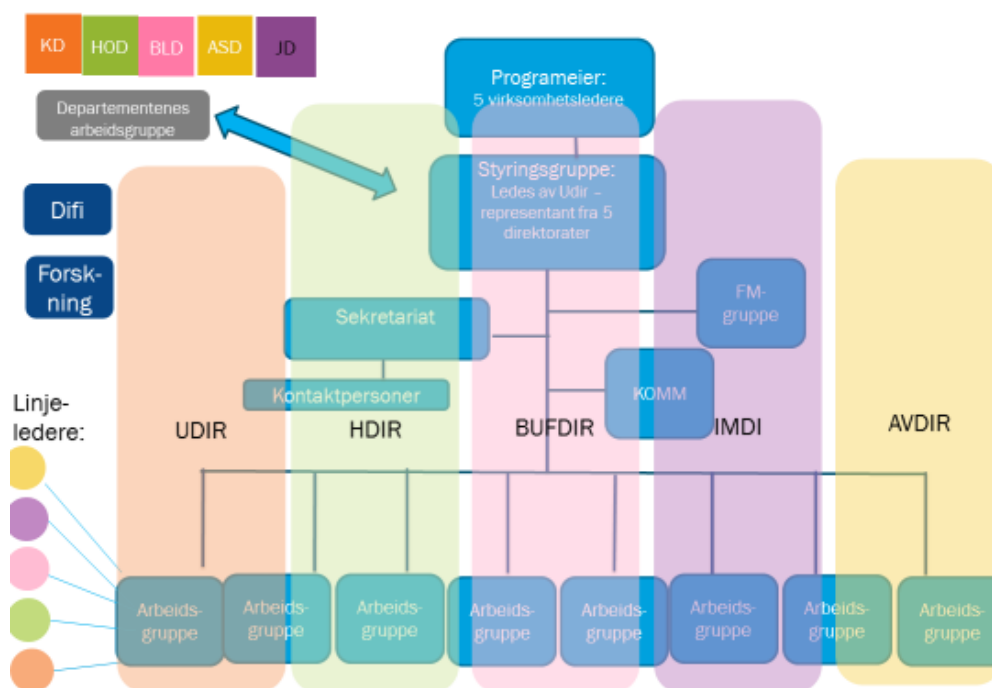 KD
HOD
BLD
ASD
JD
Programeier:
5 virksomhetsledere
Departementenes
arbeidsgruppe
Styringsgruppe:
Ledes av Udir –
representant fra 5
direktorater
Difi
Forsk-
ning
FM-
gruppe
Sekretariat
Kontaktpersoner
KOMM
Linje-
ledere:
UDIR
HDIR
BUFDIR
IMDI
AVDIR
Arbeids-
gruppe
Arbeids-
gruppe
Arbeids-
gruppe
Arbeids-
gruppe
Arbeids-
gruppe
Arbeids-
gruppe
Arbeids-
gruppe
Arbeids-
gruppe